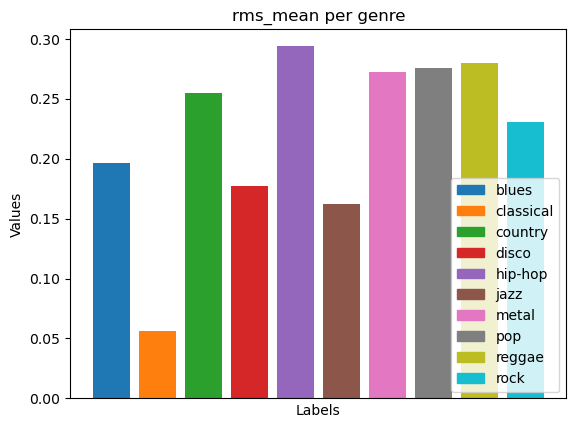 rms_mean per genre
Values
0.30
0.25
0.20
0.15
0.10
0.05
0.00
blues
classical
country
disco
hip-hop
jazz
metal
pop
reggae
rock
Labels